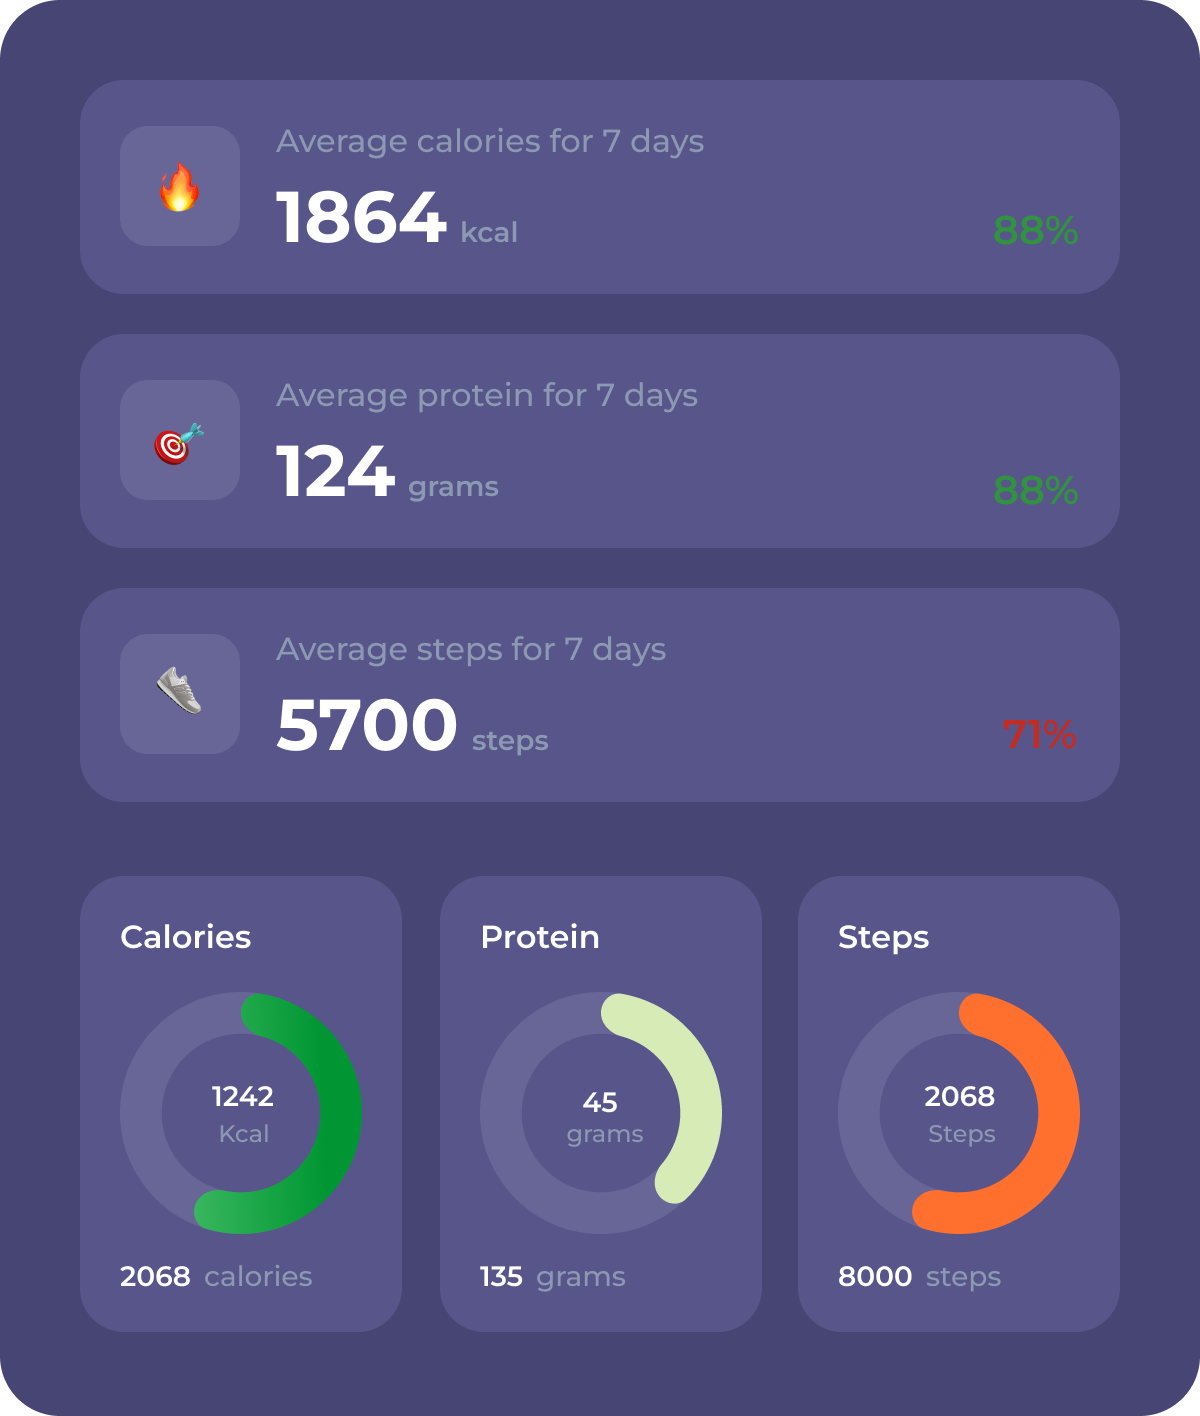 Average calories for 7 days
1864 kcal
88%
Average protein for 7 days
124 grams
88%
Average steps for 7 days
5700 steps
71%
Calories
1242
Kcal
2068 calories
Protein
45
grams
135 grams
Steps
2068
Steps
8000 steps